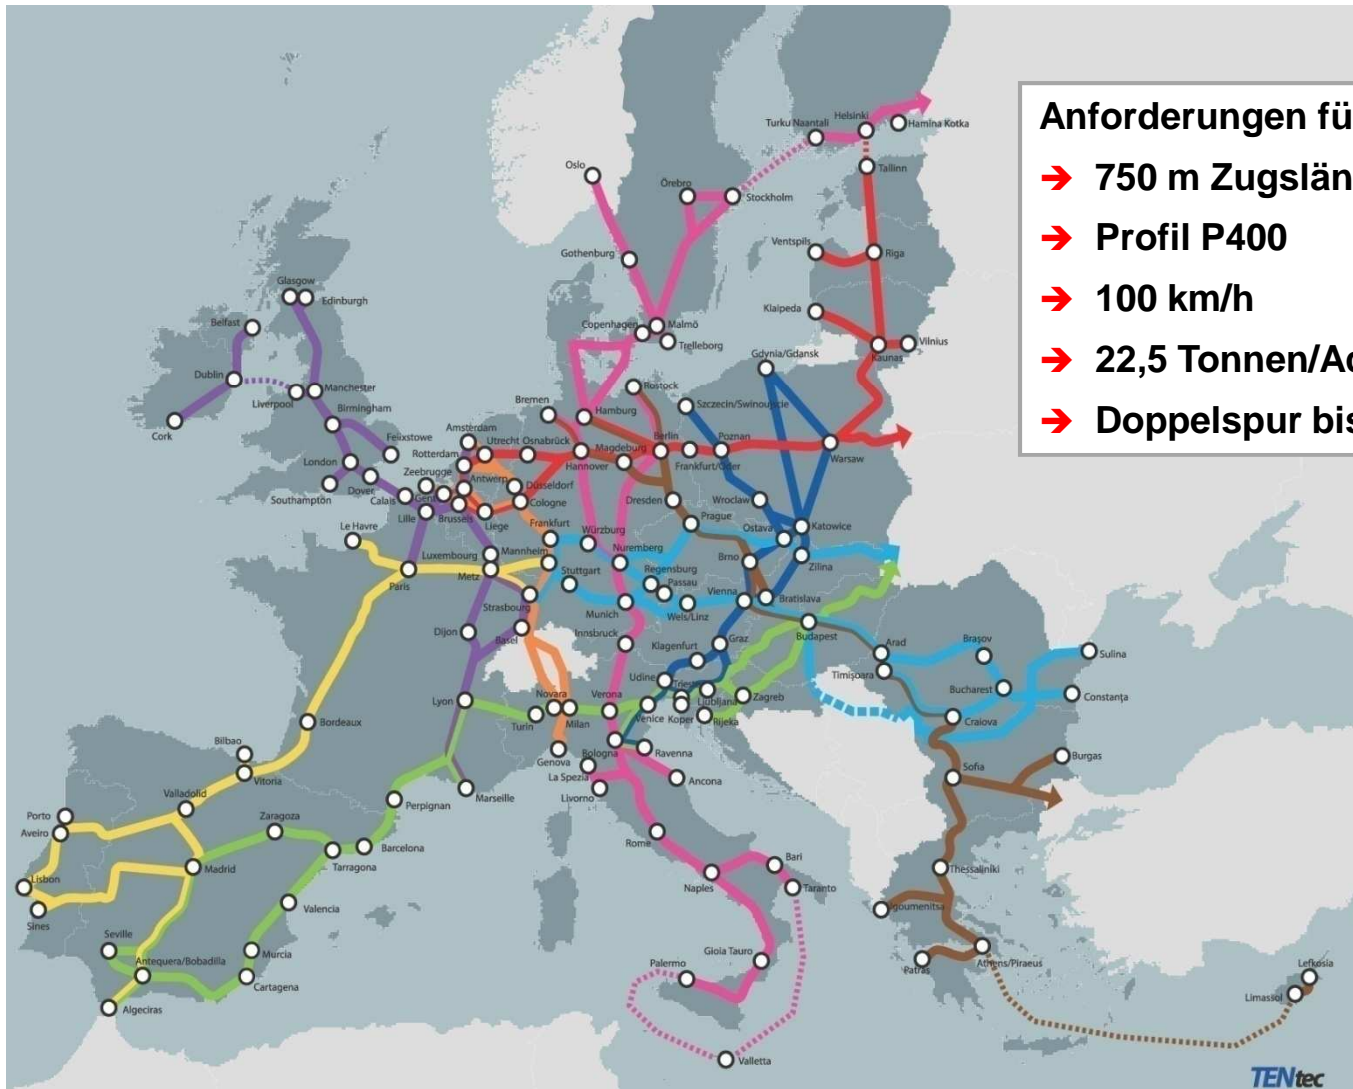 Anforderungen fü
750 m Zugslän
Profil P400
100 km/h
22,5 Tonnen/Ac
Doppelspur bis
Helsinki
Turku Naantali
Hamina Kotka
Oslo
Örebro
Stockholm
Tallinn
Gothenburg
Ventspils
Riga
Glasgow
Edinburgh
Klaipeda
Belfast
Copenhagen
Malmö
Trelleborg
Kaunas
Vilnius
Gdynia/Gdansk
Dublin
Liverpool
Manchester
Rostock
Szczecin/Swinoujscie
Cork
Birmingham
Bremen
Hamburg
Felixstowe
Amsterdam
Utrecht
Osnabrück
Magdeburg
Berlin
Poznan
London
Rotterdam
Hannover
Frankfurt/Oder
Warsaw
Zeebrugge
Southampton
Dover
Calais
Gent
Antwerp
Düsseldorf
Cologne
Dresden
Wroclaw
Lille
Brussels
Liege
Le Havre
Frankfurt
Würzburg
Prague
Ostava
Katowice
Luxembourg
Mannheim
Nuremberg
Brno
Zilina
Paris
Metz
Stuttgart
Regensburg
Passau
Strasbourg
Munich
Wels/Linz
Vienna
Bratislava
Dijon
Basel
Innsbruck
Graz
Budapest
Klagenfurt
Arad
Braşov
Sulina
Udine
Timişoara
Lyon
Novara
Verona
Trieste
Ljubljana
Zagreb
Bucharest
Constanţa
Turin
Milan
Venice
Koper
Rijeka
Craiova
Bordeaux
Genova
Bologna
Ravenna
Bilbao
La Spezia
Ancona
Sofia
Burgas
Vitoria
Marseille
Livorno
Valladolid
Perpignan
Porto
Aveiro
Zaragoza
Rome
Barcelona
Madrid
Tarragona
Bari
Naples
Taranto
Thessaliniki
Lisbon
Sines
Valencia
Igoumenitsa
Seville
Murcia
Gioia Tauro
Patras
Athens/Piraeus
Antequera/Bobadilla
Palermo
Lefkosia
Cartagena
Limassol
Algeciras
Valletta
TENtec